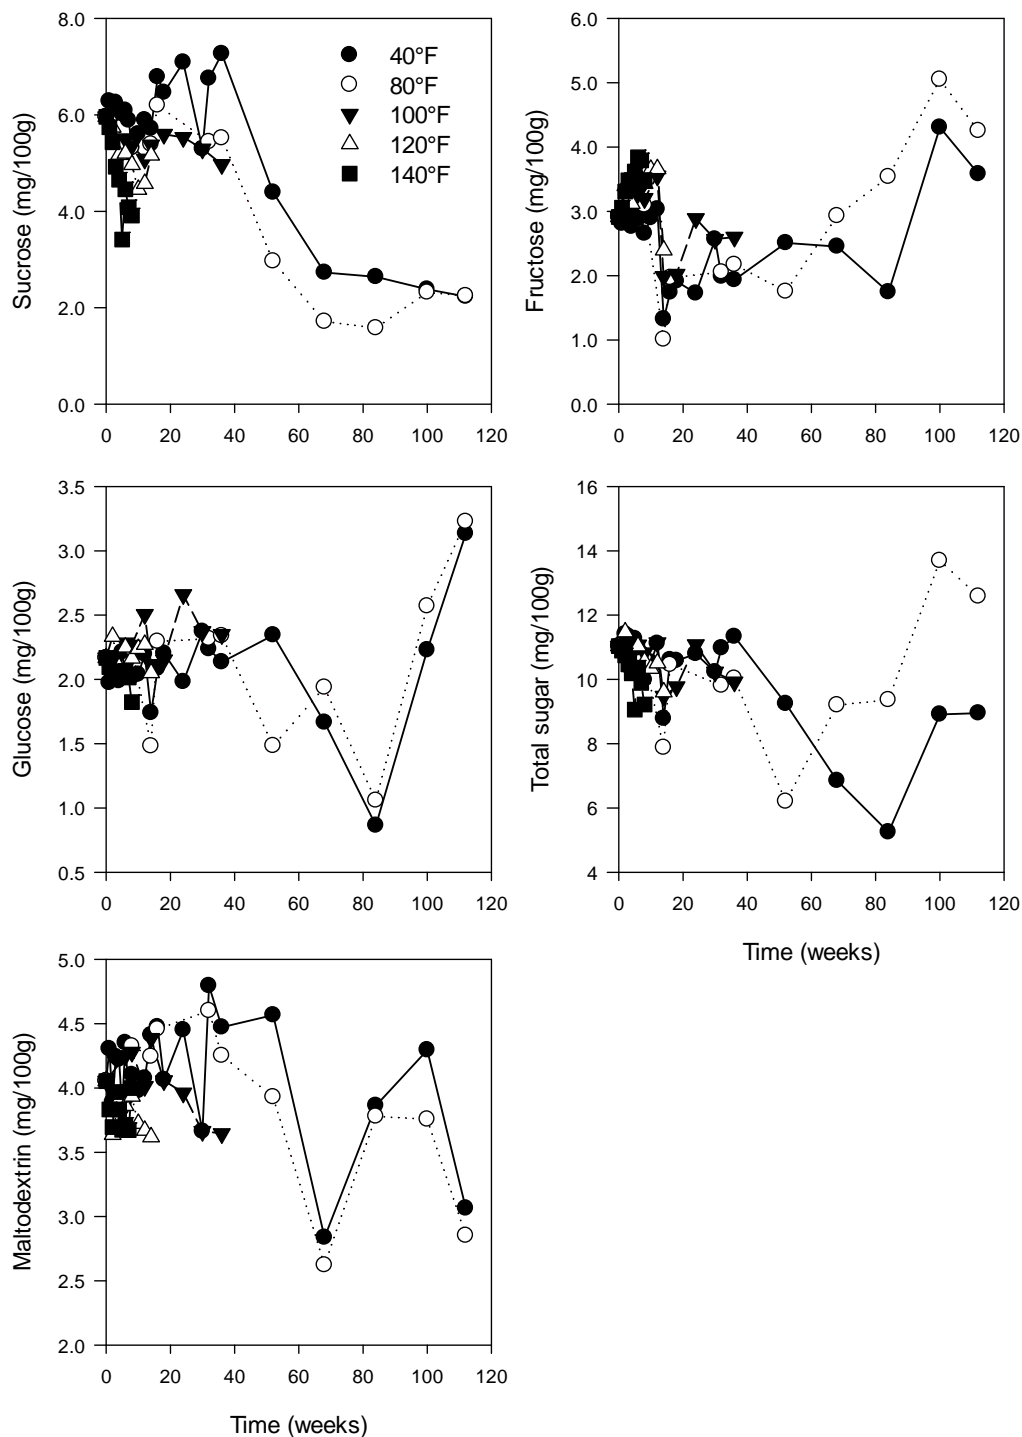 8.0
6.0
4.0
2.0
0.0
Sucrose (mg/100g)
40°F
80°F
100°F
120°F
140°F
0 20 40 60 80 100 120
6.0
5.0
4.0
3.0
2.0
1.0
0.0
Fructose (mg/100g)
0 20 40 60 80 100 120
3.5
3.0
2.5
2.0
1.5
1.0
0.5
Glucose (mg/100g)
0 20 40 60 80 100 120
16
14
12
10
8
6
4
Total sugar (mg/100g)
0 20 40 60 80 100 120
Time (weeks)
5.0
4.5
4.0
3.5
3.0
2.5
2.0
Maltodextrin (mg/100g)
0 20 40 60 80 100 120
Time (weeks)